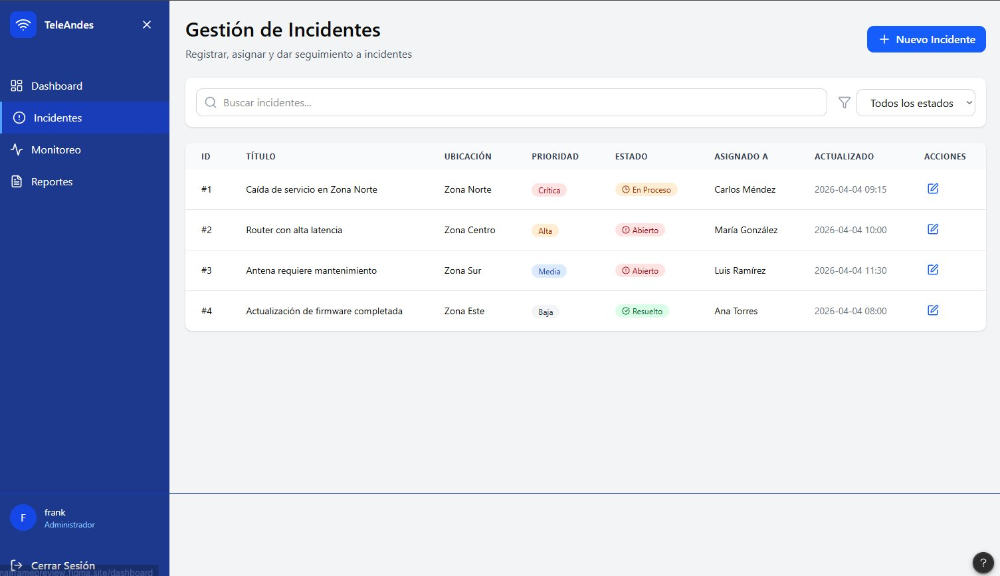 TeleAndes
Dashboard
Incidentes
Monitoreo
Reportes
F
frank
Administrador
Cerrar Sesión
Gestión de Incidentes
Registrar, asignar y dar seguimiento a incidentes
Nuevo Incidente
Buscar incidentes...
Todos los estados
ID TÍTULO UBICACIÓN PRIORIDAD ESTADO ASIGNADO A ACTUALIZADO ACCIONES
#1 Caída de servicio en Zona Norte Zona Norte Crítica En Proceso Carlos Méndez 2026-04-04 09:15
#2 Router con alta latencia Zona Centro Alta Abierto María González 2026-04-04 10:00
#3 Antena requiere mantenimiento Zona Sur Media Abierto Luis Ramírez 2026-04-04 11:30
#4 Actualización de firmware completada Zona Este Baja Resuelto Ana Torres 2026-04-04 08:00
?